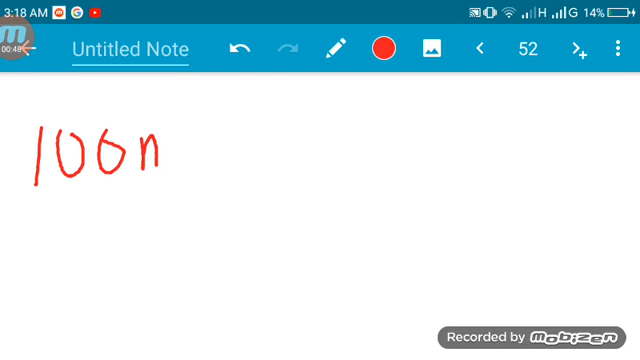 3:18 AM H G 14%
00:48 Untitled Note 52
100n
Recorded by mobizen